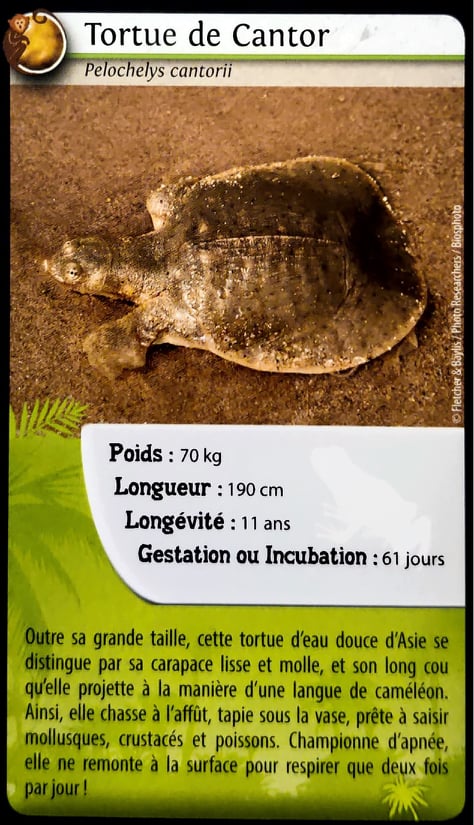 Tortue de Cantor
Pelochelys cantorii
© Fletcher & Baylis / Photo Researchers / Biosphoto
Poids : 70 kg
Longueur : 190 cm
Longévité : 11 ans
Gestation ou Incubation : 61 jours
Outre sa grande taille, cette tortue d'eau douce d'Asie se
distingue par sa carapace lisse et molle, et son long cou
qu'elle projette à la manière d'une langue de caméléon.
Ainsi, elle chasse à l'affût, tapie sous la vase, prête à saisir
mollusques, crustacés et poissons. Championne d'apnée,
elle ne remonte à la surface pour respirer que deux fois
par jour !